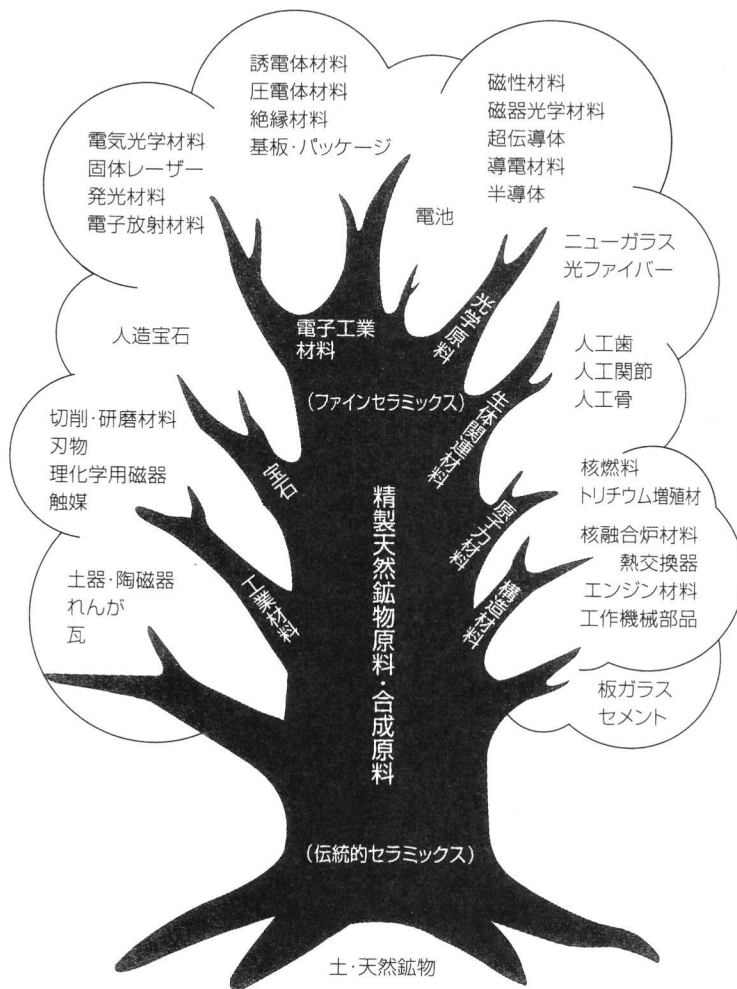 誘電体材料
圧電体材料
絶縁材料
基板・パッケージ
磁性材料
磁器光学材料
超伝導体
導電材料
半導体
電気光学材料
固体レーザー
発光材料
電子放射材料
電池
ニューガラス
光ファイバー
人造宝石
電子工業
材料
光学原料
人工歯
人工関節
人工骨
(ファインセラミックス)
生体関連材料
切削・研磨材料
刃物
理化学用磁器
触媒
宝石
核燃料
トリチウム増殖材
原子力材料
精製天然鉱物原料・合成原料
核融合炉材料
熱交換器
エンジン材料
工作機械部品
構造材料
土器・陶磁器
れんが
瓦
工業材料
板ガラス
セメント
(伝統的セラミックス)
土・天然鉱物